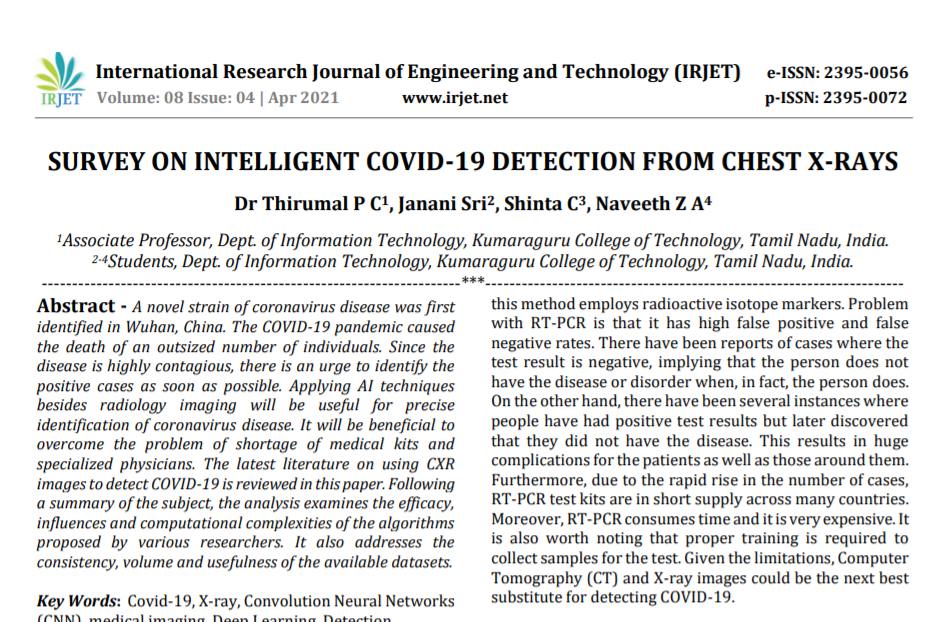 IRJET
International Research Journal of Engineering and Technology (IRJET) e-ISSN: 2395-0056
Volume: 08 Issue: 04 | Apr 2021 www.irjet.net p-ISSN: 2395-0072
SURVEY ON INTELLIGENT COVID-19 DETECTION FROM CHEST X-RAYS
Dr Thirumal P C1, Janani Sri2, Shinta C3, Naveeth Z A4
1Associate Professor, Dept. of Information Technology, Kumaraguru College of Technology, Tamil Nadu, India.
2-4Students, Dept. of Information Technology, Kumaraguru College of Technology, Tamil Nadu, India.
---------------------------------------------------------------------***----------------------------------------------------------------------
Abstract - A novel strain of coronavirus disease was first
identified in Wuhan, China. The COVID-19 pandemic caused
the death of an outsized number of individuals. Since the
disease is highly contagious, there is an urge to identify the
positive cases as soon as possible. Applying AI techniques
besides radiology imaging will be useful for precise
identification of coronavirus disease. It will be beneficial to
overcome the problem of shortage of medical kits and
specialized physicians. The latest literature on using CXR
images to detect COVID-19 is reviewed in this paper. Following
a summary of the subject, the analysis examines the efficacy,
influences and computational complexities of the algorithms
proposed by various researchers. It also addresses the
consistency, volume and usefulness of the available datasets.
Key Words: Covid-19, X-ray, Convolution Neural Networks
(CNN), medical imaging, Deep Learning, Detection
this method employs radioactive isotope markers. Problem
with RT-PCR is that it has high false positive and false
negative rates. There have been reports of cases where the
test result is negative, implying that the person does not
have the disease or disorder when, in fact, the person does.
On the other hand, there have been several instances where
people have had positive test results but later discovered
that they did not have the disease. This results in huge
complications for the patients as well as those around them.
Furthermore, due to the rapid rise in the number of cases,
RT-PCR test kits are in short supply across many countries.
Moreover, RT-PCR consumes time and it is very expensive. It
is also worth noting that proper training is required to
collect samples for the test. Given the limitations, Computer
Tomography (CT) and X-ray images could be the next best
substitute for detecting COVID-19.